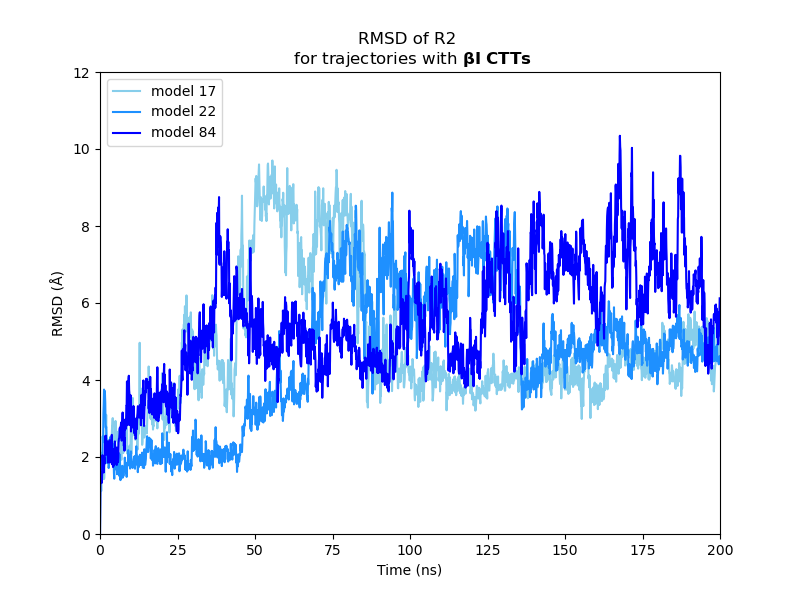 RMSD of R2
for trajectories with βI CTTs
model 17
model 22
model 84
12
10
8
6
4
2
0
RMSD (Å)
0 25 50 75 100 125 150 175 200
Time (ns)